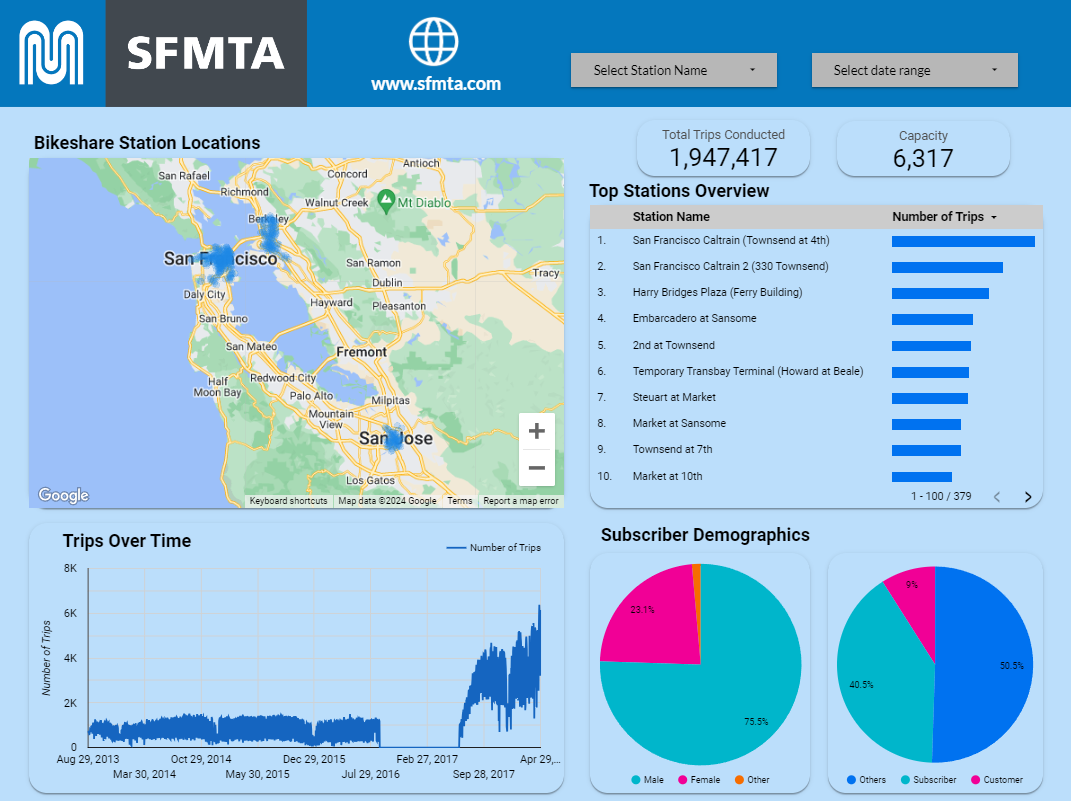 SFMTA
www.sfmta.com
Select Station Name
Select date range
Bikeshare Station Locations
Total Trips Conducted
1,947,417
Capacity
6,317
San Rafael
Richmond
Concord
Antioch
Walnut Creek
Mt Diablo
Berkeley
San Francisco
San Ramon
Tracy
Daly City
Dublin
Hayward
Pleasanton
San Bruno
San Mateo
Fremont
Redwood City
Half
Moon Bay
Palo Alto
Milpitas
Mountain
View
San Jose
Los Gatos
Google
Keyboard shortcuts
Map data ©2024 Google
Terms
Report a map error
Top Stations Overview
Station Name Number of Trips
1. San Francisco Caltrain (Townsend at 4th)
2. San Francisco Caltrain 2 (330 Townsend)
3. Harry Bridges Plaza (Ferry Building)
4. Embarcadero at Sansome
5. 2nd at Townsend
6. Temporary Transbay Terminal (Howard at Beale)
7. Steuart at Market
8. Market at Sansome
9. Townsend at 7th
10. Market at 10th
1 - 100 / 379
Trips Over Time
Number of Trips
Number of Trips
8K
6K
4K
2K
0
Aug 29, 2013
Mar 30, 2014
Oct 29, 2014
May 30, 2015
Dec 29, 2015
Jul 29, 2016
Feb 27, 2017
Sep 28, 2017
Apr 29,...
Subscriber Demographics
23.1%
75.5%
Male Female Other
9%
40.5%
50.5%
Others Subscriber Customer